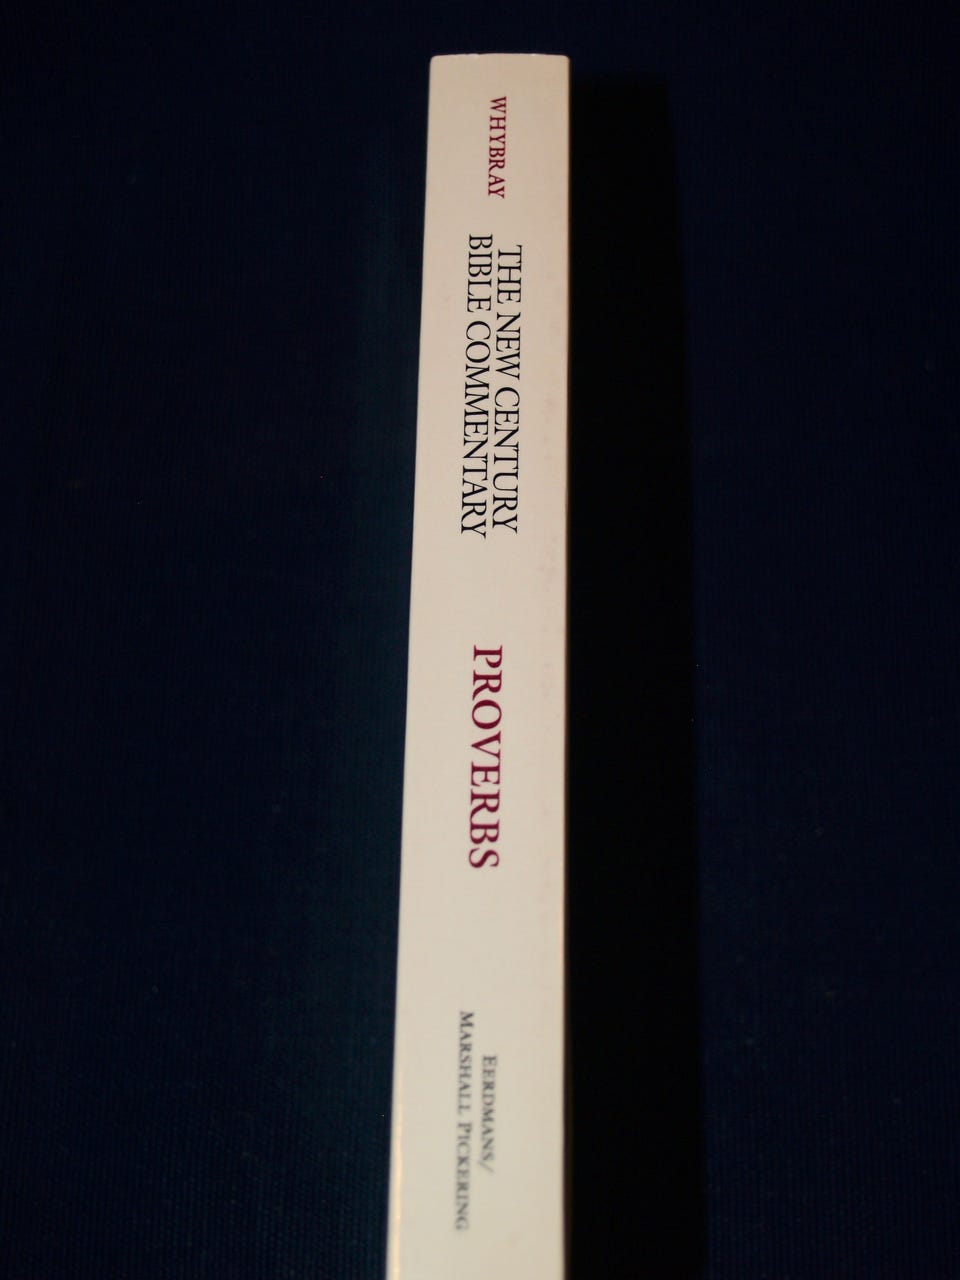 WHYBRAY
THE NEW CENTURY
BIBLE COMMENTARY
PROVERBS
EERDMANS/
MARSHALL PICKERING